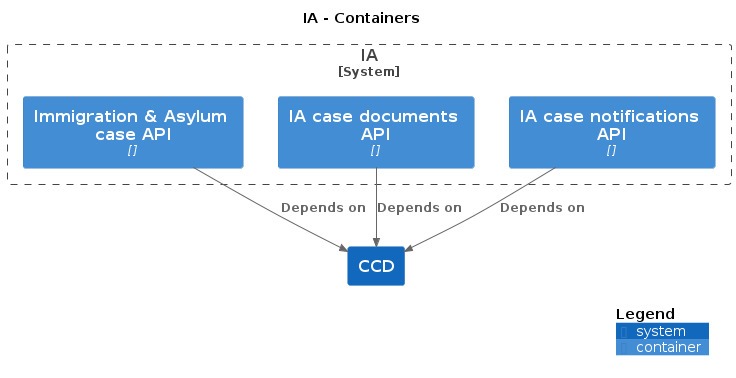 IA - Containers
IA
[System]
Immigration & Asylum
case API
[]
IA case documents
API
[]
IA case notifications
API
[]
Depends on
Depends on
Depends on
CCD
Legend
system
container